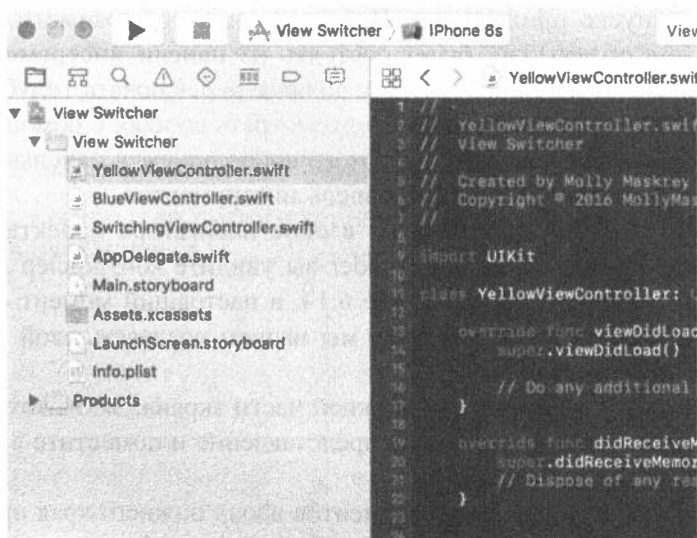 View Switcher
iPhone 6s
View
YellowViewController.swif
View Switcher
View Switcher
YellowViewController.swift
BlueViewController.swift
SwitchingViewController.swift
AppDelegate.swift
Main.storyboard
Assets.xcassets
LaunchScreen.storyboard
Info.plist
Products
1 //
2 // YellowViewController.swif
3 // View Switcher
4 //
5 // Created by Molly Maskrey
6 // Copyright © 2016 MollyMas
7 //
8
9 import UIKit
10
11 class YellowViewController:
12
13 override func viewDidLoad
14 super.viewDidLoad()
15
16 // Do any additional
17 }
18
19 override func didReceiveM
20 super.didReceiveMemor
21 // Dispose of any res
22 }
23